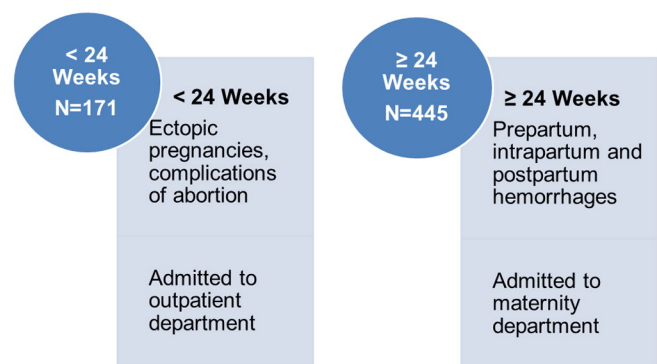 < 24
Weeks
N=171
< 24 Weeks
Ectopic
pregnancies,
complications
of abortion
Admitted to
outpatient
department
≥ 24
Weeks
N=445
≥ 24 Weeks
Prepartum,
intrapartum and
postpartum
hemorrhages
Admitted to
maternity
department